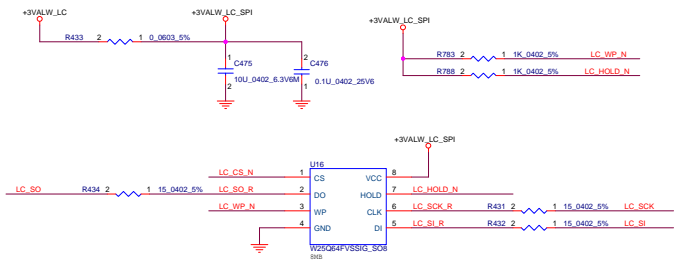 +3VALW_LC
+3VALW_LC_SPI
R433 2 1 0_0603_5%
1
C475
10U_0402_6.3V6M
2
2
C476
0.1U_0402_25V6
1
+3VALW_LC_SPI
R783 2 1 1K_0402_5% LC_WP_N
R788 2 1 1K_0402_5% LC_HOLD_N
+3VALW_LC_SPI
U16
LC_CS_N 1 CS VCC 8
LC_SO R434 2 1 15_0402_5% LC_SO_R 2 DO HOLD 7 LC_HOLD_N
LC_WP_N 3 WP CLK 6 LC_SCK_R R431 2 1 15_0402_5% LC_SCK
4 GND DI 5 LC_SI_R R432 2 1 15_0402_5% LC_SI
W25Q64FVSSIG_SO8
8MB